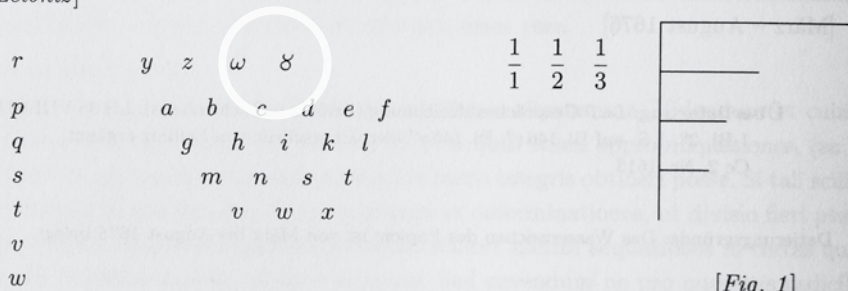 r y z ω ȣ 1/1 1/2 1/3
p a b c d e f
q g h i k
s m n s t
t v w x
v
w
[Fig. 1]